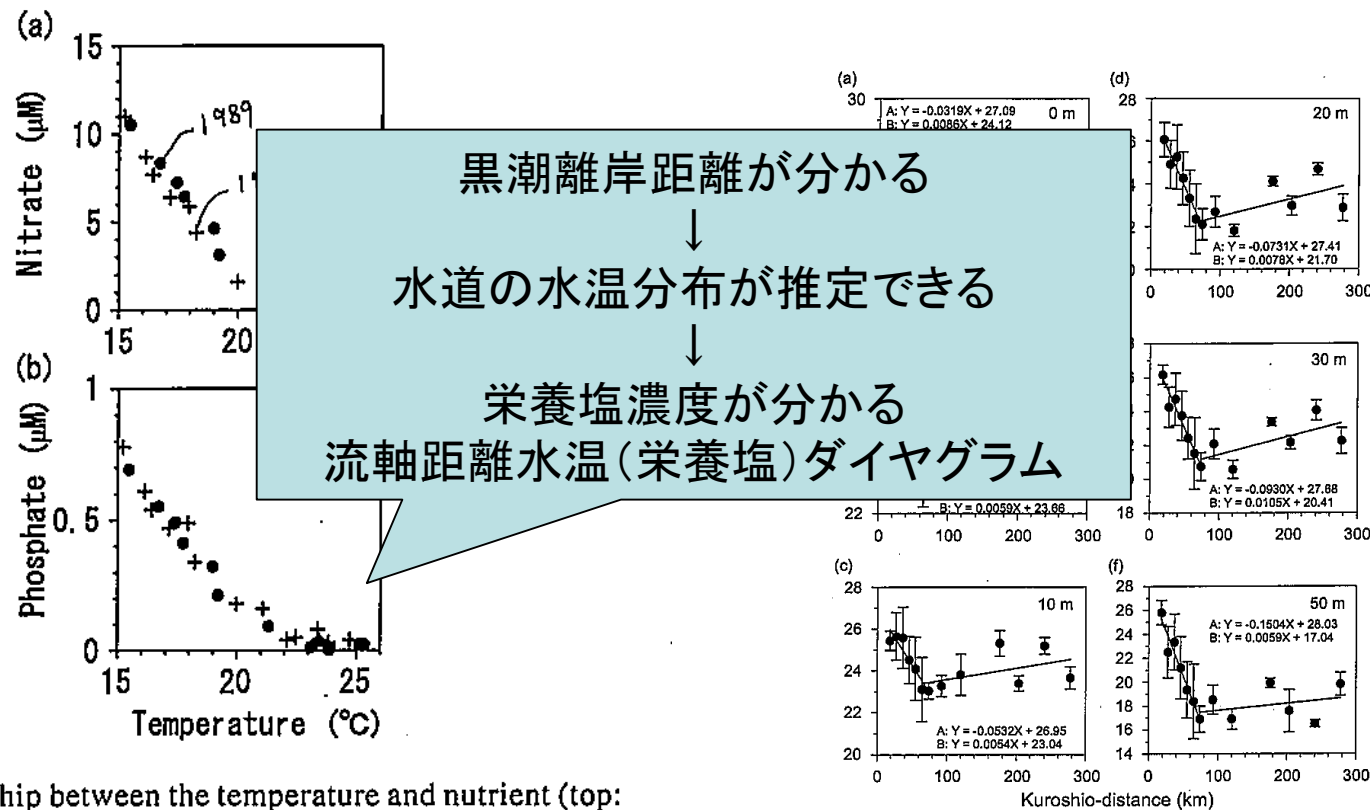 (a)
15
10
5
0
Nitrate (μM)
1989
15
20
(b)
1
0.5
0
Phosphate (μM)
15
20
25
Temperature (°C)
hip between the temperature and nutrient (top:
黒潮離岸距離が分かる
↓
水道の水温分布が推定できる
↓
栄養塩濃度が分かる
流軸距離水温(栄養塩)ダイヤグラム
(a)
30
A: Y = -0.0319X + 27.09
B: 0.0086X + 24.12
0 m
B: Y = 0.0059X + 23.66
22
0
100
200
300
(c)
28
26
24
22
20
10 m
A: Y = -0.0532X + 26.95
B: Y = 0.0054X + 23.04
0
100
200
300
(d)
28
20 m
A: Y = -0.0731X + 27.41
B: Y = 0.0078X + 21.70
0
100
200
300
30 m
A: Y = -0.0930X + 27.68
B: Y = 0.0105X + 20.41
18
0
100
200
300
(f)
28
26
24
22
20
18
16
14
50 m
A: Y = -0.1504X + 28.03
B: Y = 0.0059X + 17.04
0
100
200
300
Kuroshio-distance (km)